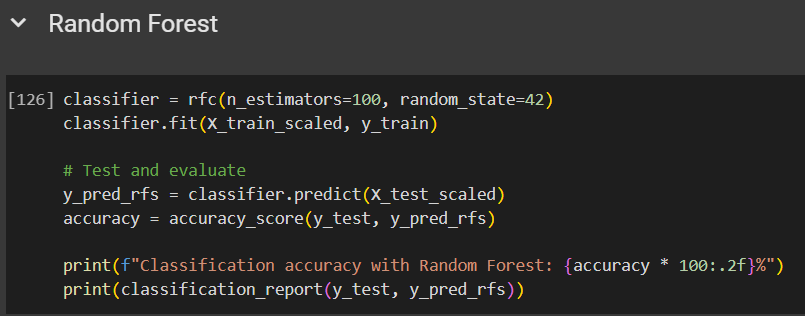 Random Forest
[126] classifier = rfc(n_estimators=100, random_state=42)
classifier.fit(X_train_scaled, y_train)
# Test and evaluate
y_pred_rfs = classifier.predict(X_test_scaled)
accuracy = accuracy_score(y_test, y_pred_rfs)
print(f"Classification accuracy with Random Forest: {accuracy * 100:.2f}%")
print(classification_report(y_test, y_pred_rfs))